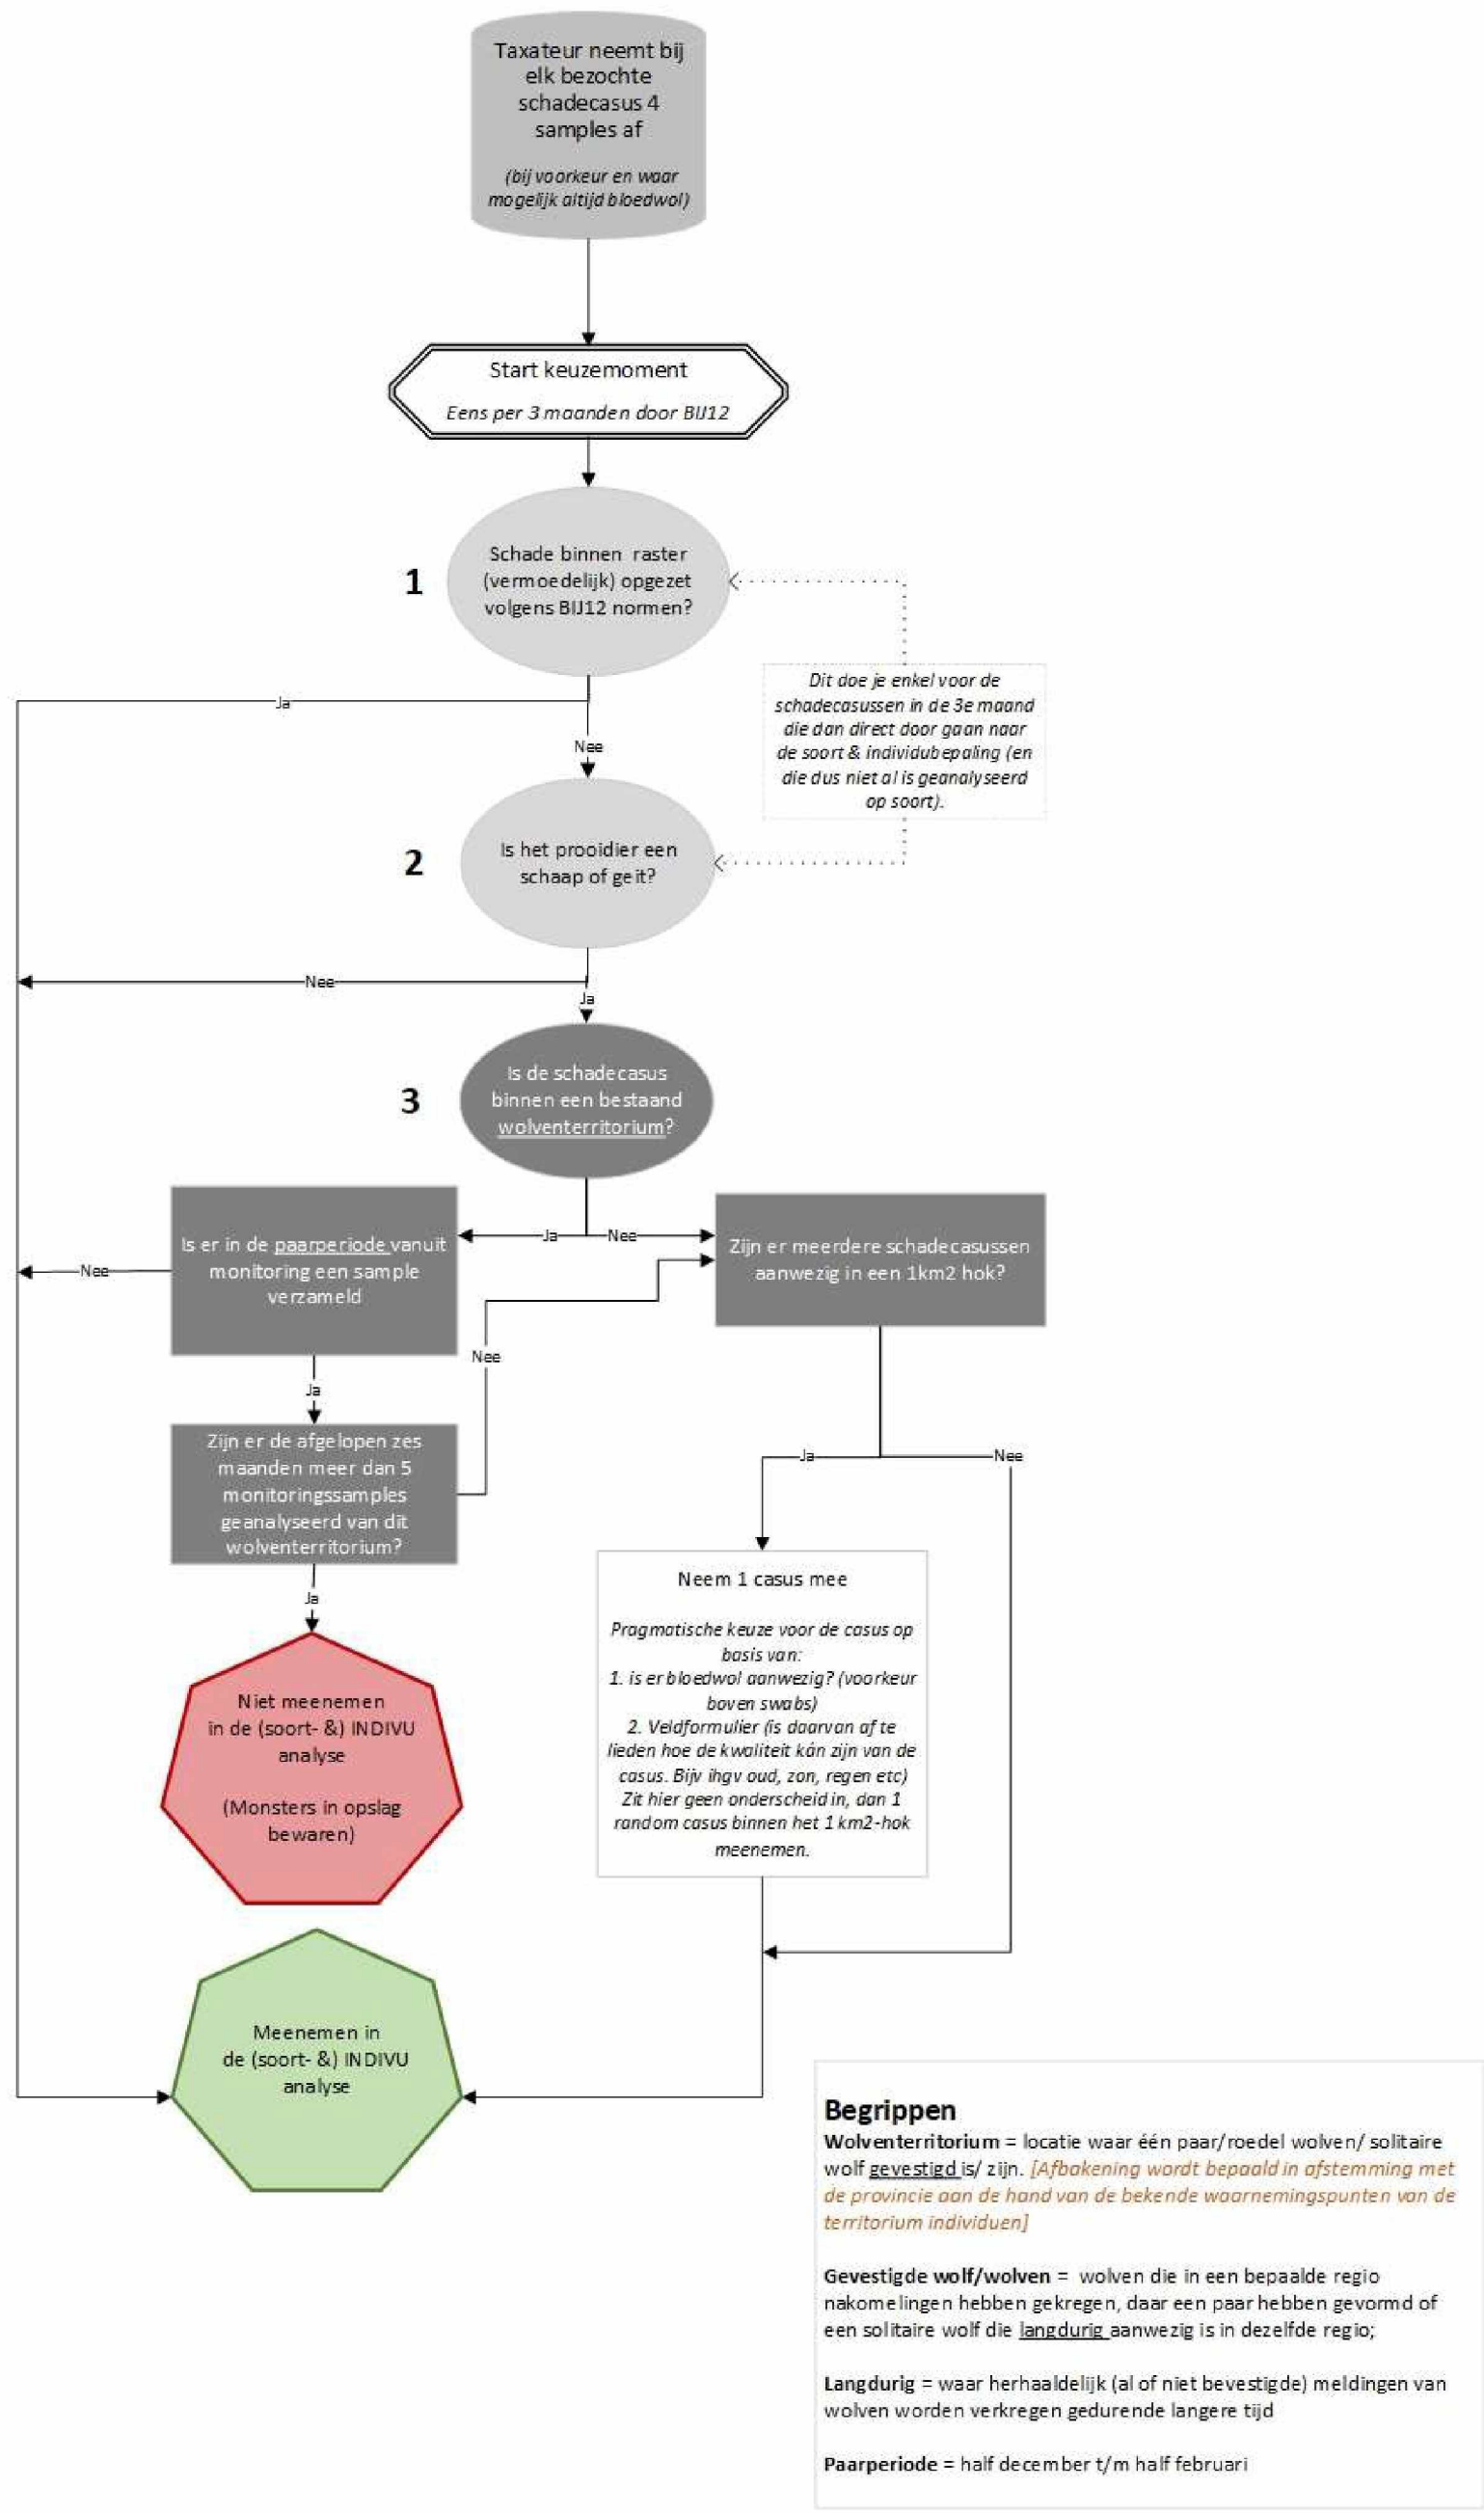 Taxateur neemt bij
elk bezochte
schadecasus 4
samples af
(bij voorkeur en waar
mogelijk altijd bloedwol)
Start keuzemoment
Eens per 3 maanden door BIJ12
1
Schade binnen raster
(vermoedelijk) opgezet
volgens BIJ12 normen?
Ja
Nee
Dit doe je enkel voor de
schadecasussen in de 3e maand
die dan direct door gaan naar
de soort & individubepaling (en
die dus niet al is geanalyseerd
op soort).
2
Is het prooidier een
schaap of geit?
Nee
Ja
3
Is de schadecasus
binnen een bestaand
wolventerritorium?
Ja
Nee
Is er in de paarperiode vanuit
monitoring een sample
verzameld
Nee
Zijn er meerdere schadecasussen
aanwezig in een 1km2 hok?
Nee
Ja
Zijn er de afgelopen zes
maanden meer dan 5
monitoringssamples
geanalyseerd van dit
wolventerritorium?
Ja
Nee
Ja
Neem 1 casus mee
Pragmatische keuze voor de casus op
basis van:
1. is er bloedwol aanwezig? (voorkeur
boven swabs)
2. Veldformulier (is daarvan af te
lieden hoe de kwaliteit kán zijn van de
casus. Bijv ihgv oud, zon, regen etc)
Zit hier geen onderscheid in, dan 1
random casus binnen het 1 km2-hok
meenemen.
Niet meenemen
in de (soort- &) INDIVU
analyse
(Monsters in opslag
bewaren)
Meenemen in
de (soort- &) INDIVU
analyse
Begrippen
Wolventerritorium = locatie waar één paar/roedel wolven/ solitaire
wolf gevestigd is/ zijn. [Afbakening wordt bepaald in afstemming met
de provincie aan de hand van de bekende waarnemingspunten van de
territorium individuen]
Gevestigde wolf/wolven = wolven die in een bepaalde regio
nakomelingen hebben gekregen, daar een paar hebben gevormd of
een solitaire wolf die langdurig aanwezig is in dezelfde regio;
Langdurig = waar herhaaldelijk (al of niet bevestigde) meldingen van
wolven worden verkregen gedurende langere tijd
Paarperiode = half december t/m half februari